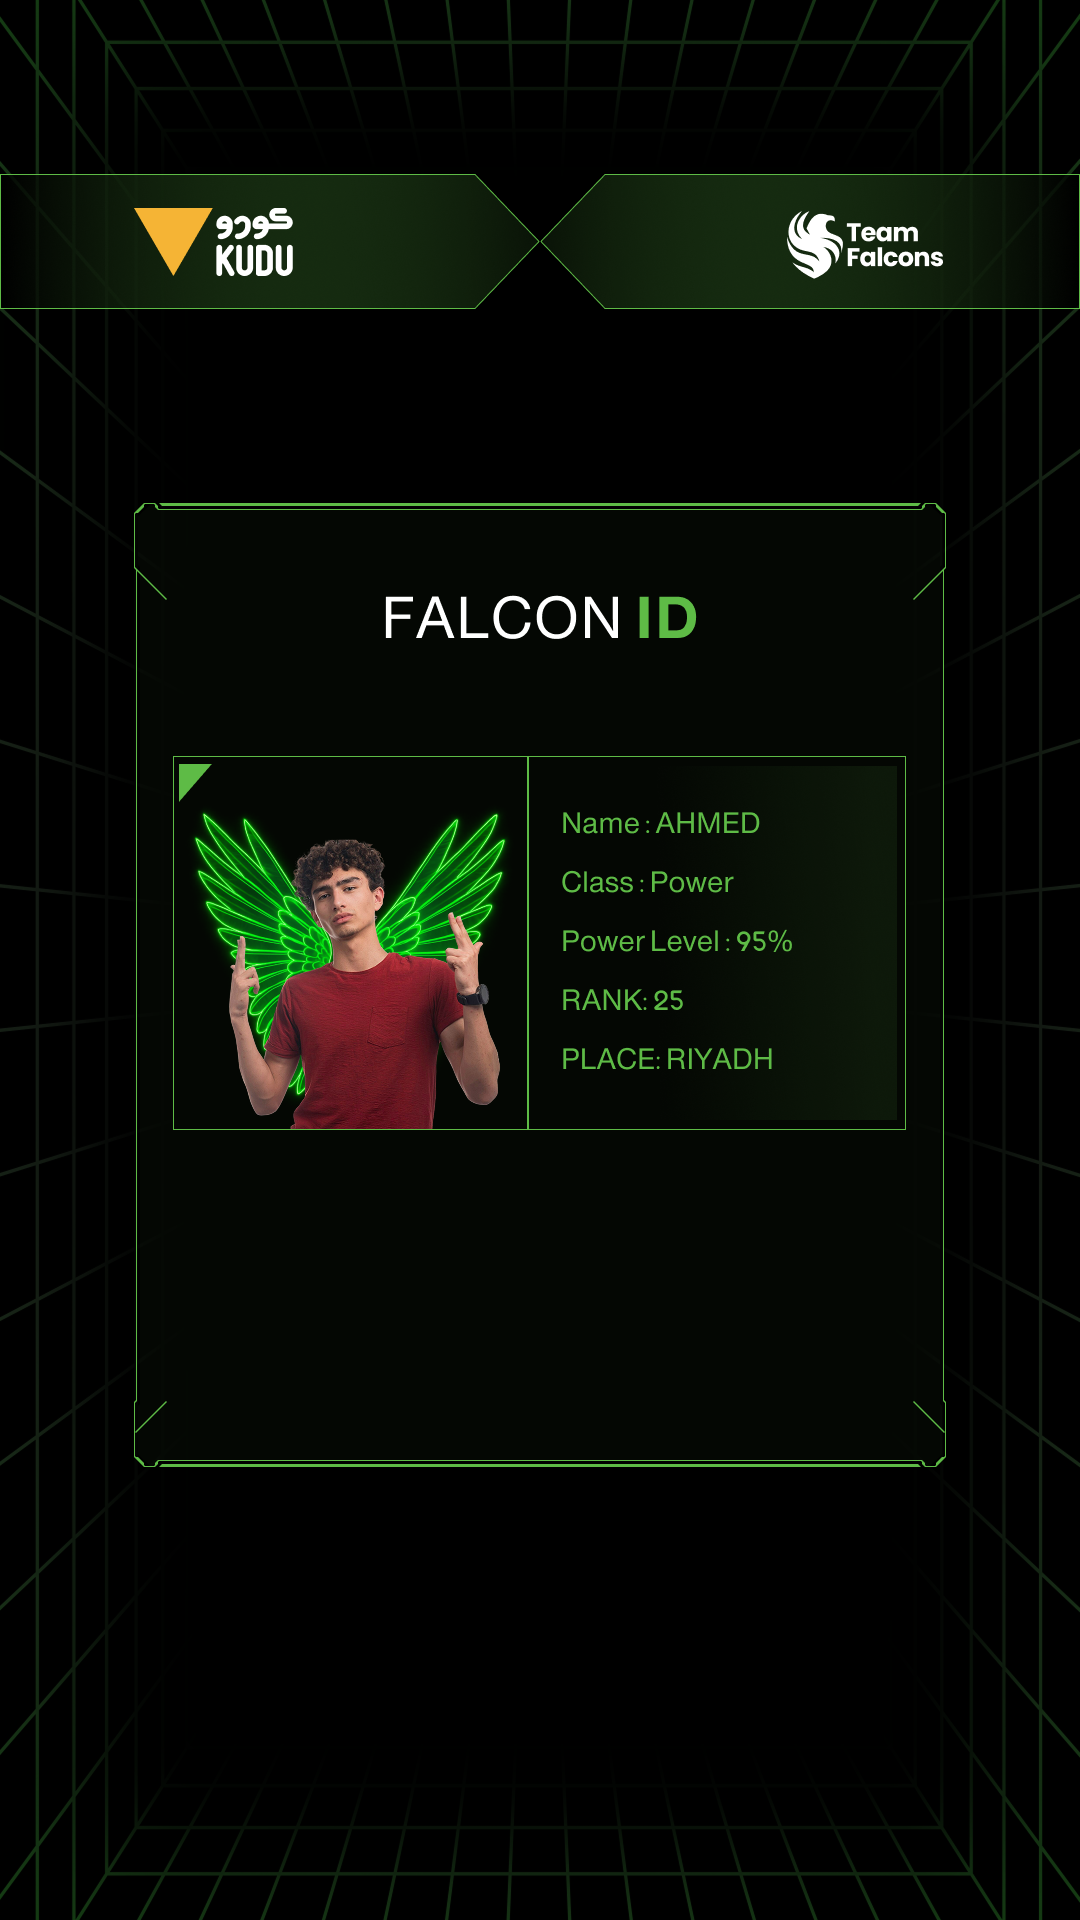 كودو
KUDU
Team
Falcons
FALCON ID
Name : AHMED
Class : Power
Power Level : 95%
RANK: 25
PLACE: RIYADH